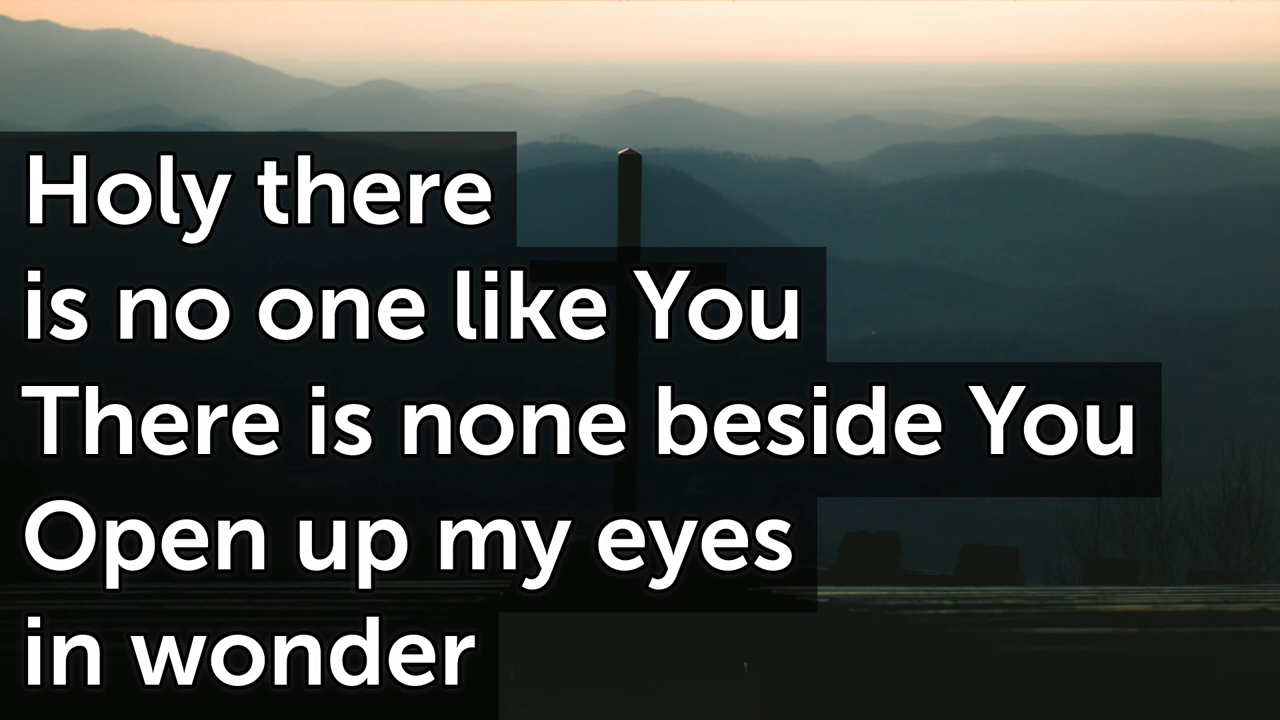 Holy there
is no one like You
There is none beside You
Open up my eyes
in wonder